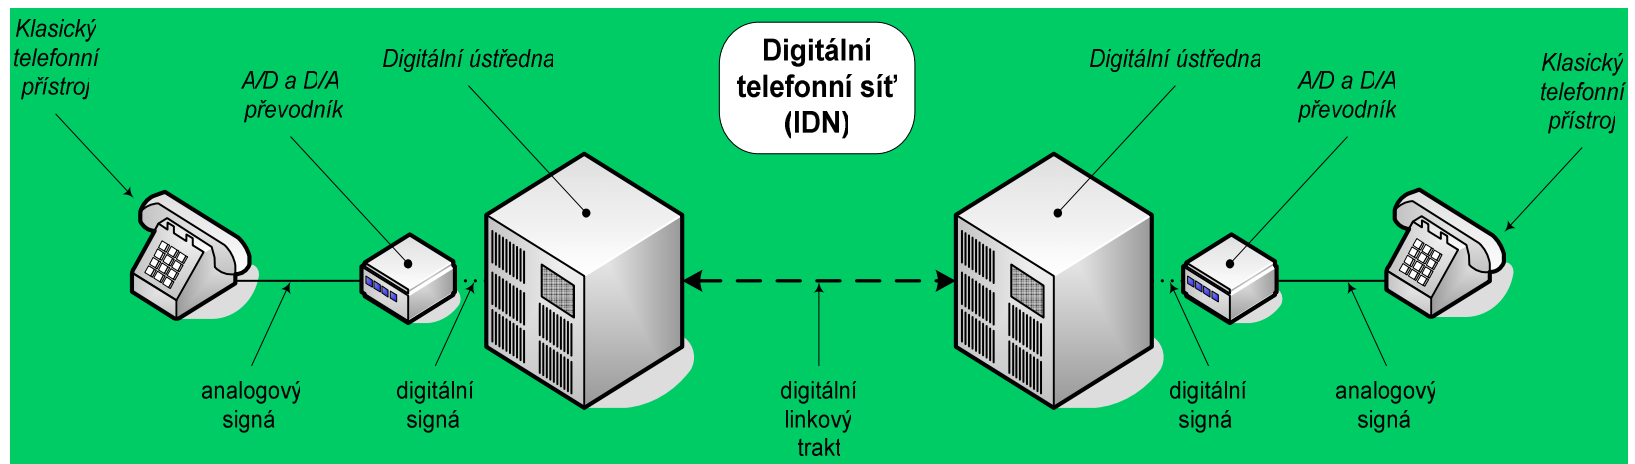 Klasický
telefonní
přístroj
A/D a D/A
převodník
Digitální ústředna
Digitální
telefonní síť
(IDN)
Digitální ústředna
A/D a D/A
převodník
Klasický
telefonní
přístroj
analogový
signá
digitální
signá
digitální
linkový
trakt
digitální
signá
analogový
signá